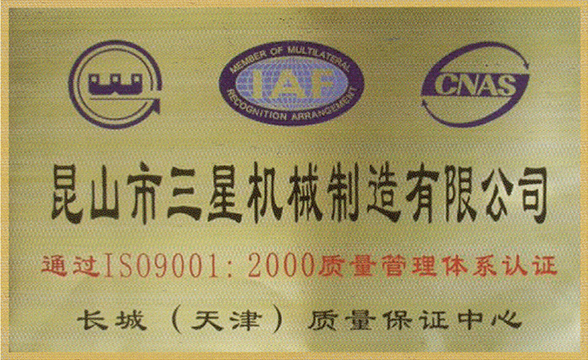 MEMBER OF MULTILATERAL
IAF
RECOGNITION ARRANGEMENT
CNAS
昆山市三星机械制造有限公司
通过ISO9001:2000质量管理体系认证
长城（天津）质量保证中心